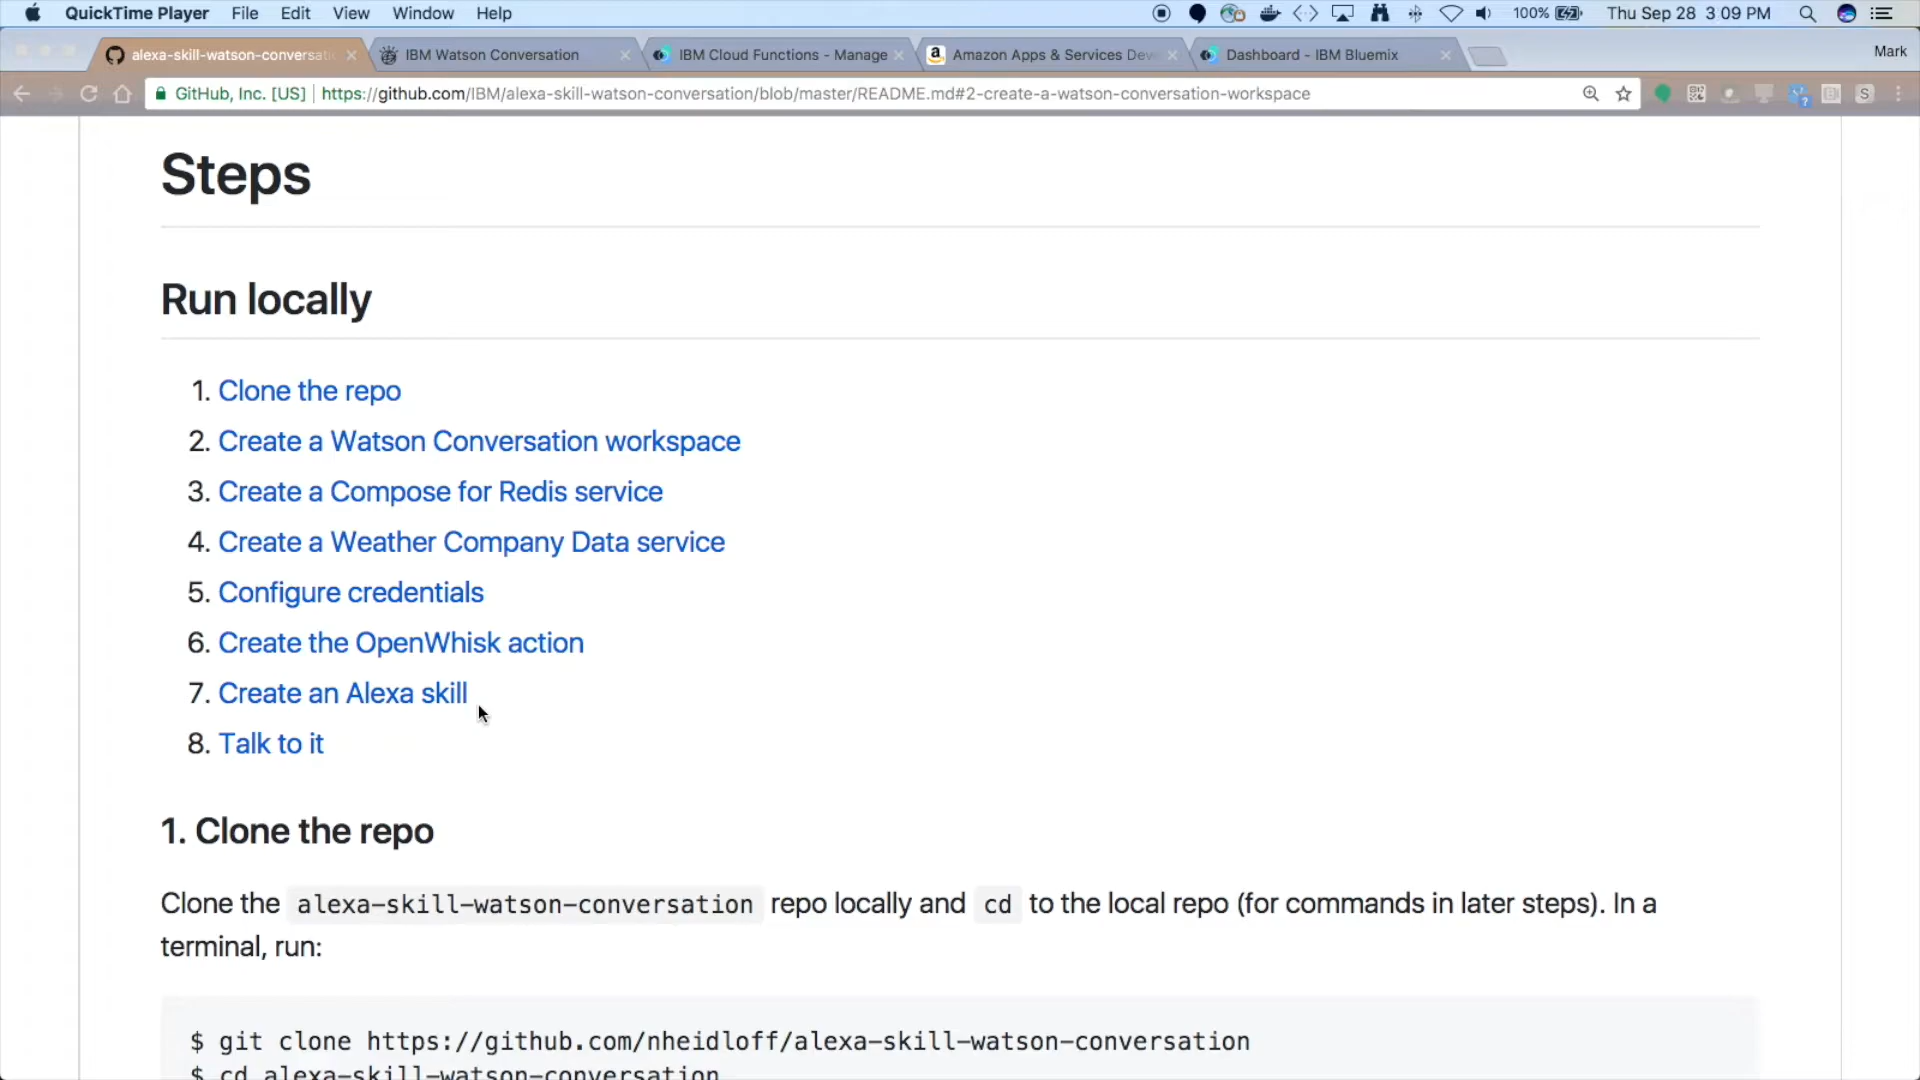 QuickTime Player File Edit View Window Help 100% Thu Sep 28 3:09 PM
alexa-skill-watson-conversati IBM Watson Conversation IBM Cloud Functions - Manage Amazon Apps & Services Dev Dashboard - IBM Bluemix Mark
GitHub, Inc. [US] https://github.com/IBM/alexa-skill-watson-conversation/blob/master/README.md#2-create-a-watson-conversation-workspace
Steps
Run locally
1. Clone the repo
2. Create a Watson Conversation workspace
3. Create a Compose for Redis service
4. Create a Weather Company Data service
5. Configure credentials
6. Create the OpenWhisk action
7. Create an Alexa skill
8. Talk to it
1. Clone the repo
Clone the alexa-skill-watson-conversation repo locally and cd to the local repo (for commands in later steps). In a
terminal, run:
$ git clone https://github.com/nheidloff/alexa-skill-watson-conversation
$ cd alexa-skill-watson-conversation